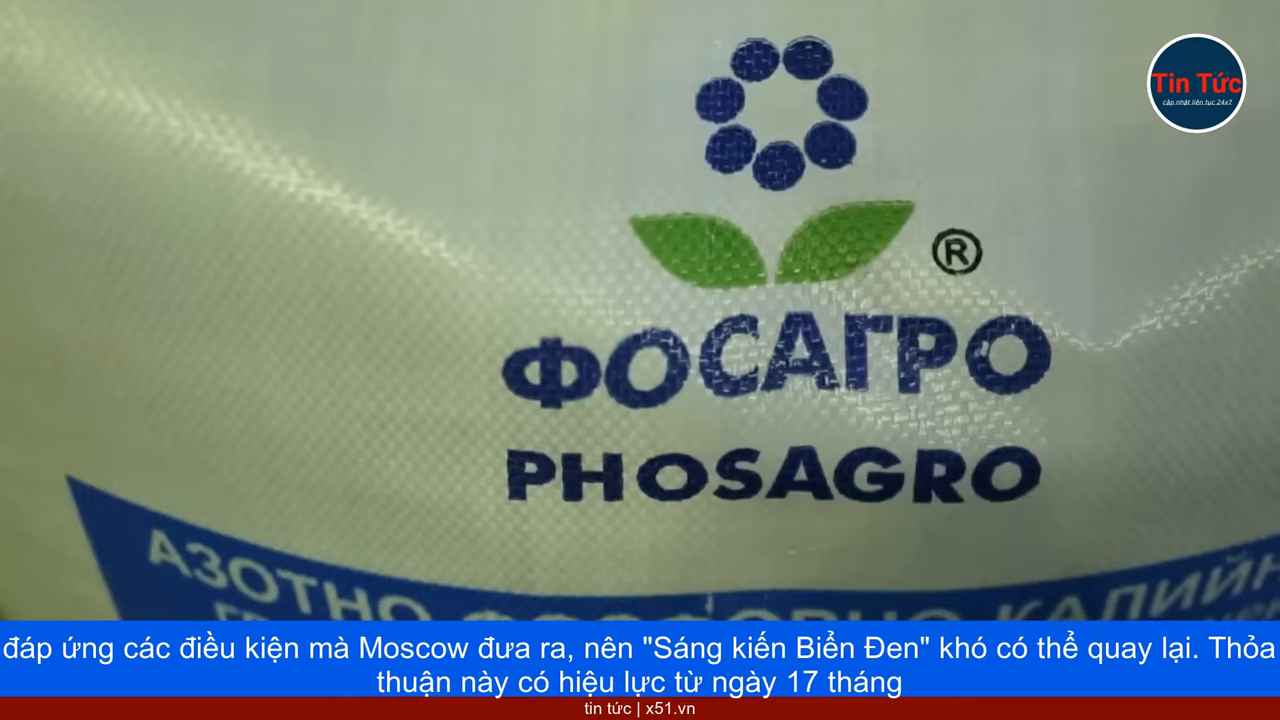 Tin Tức
cập nhật liên tục 24x7
®
ФОСАГРО
PHOSAGRO
АЗОТНО
КАЛИЙН
đáp ứng các điều kiện mà Moscow đưa ra, nên "Sáng kiến Biển Đen" khó có thể quay lại. Thỏa
thuận này có hiệu lực từ ngày 17 tháng
tin tức | x51.vn